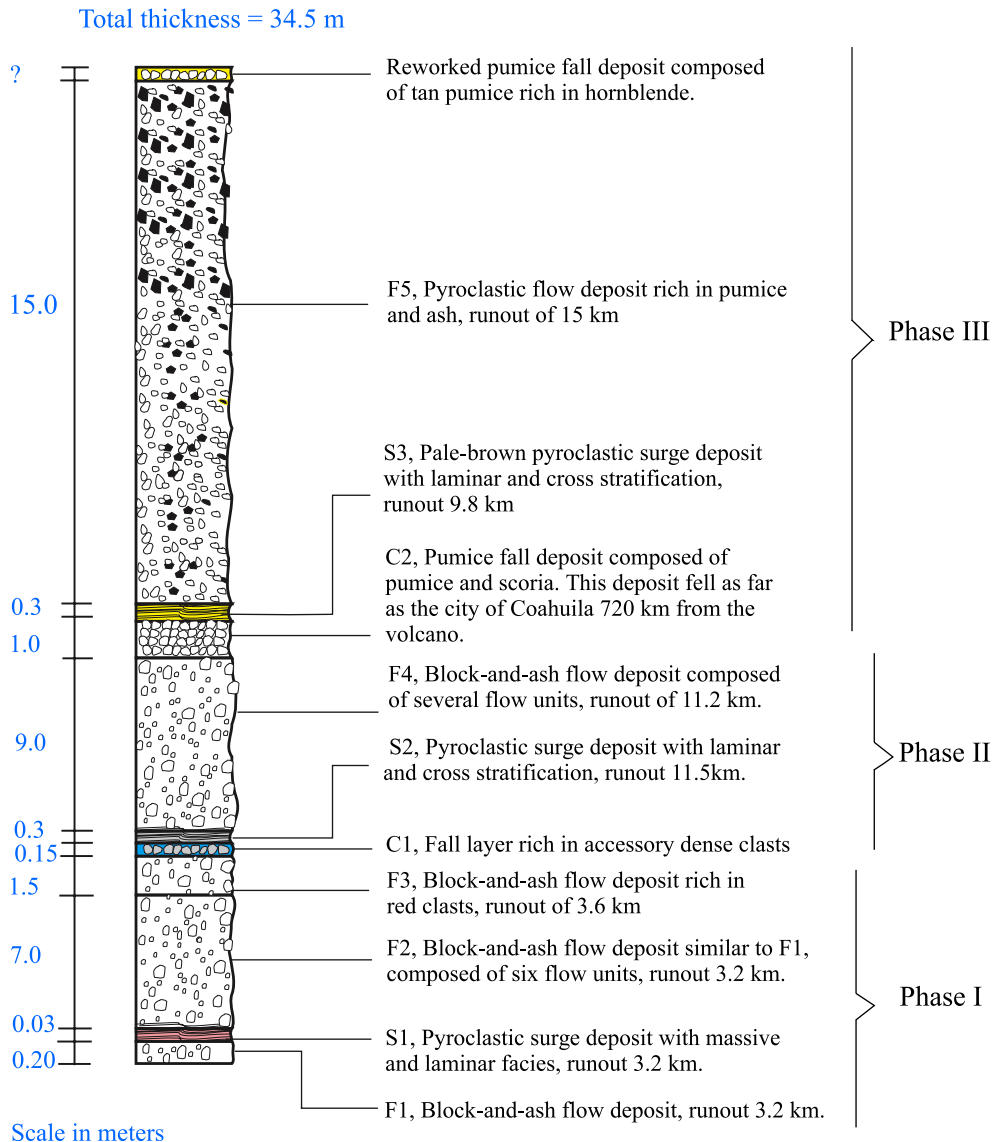 Total thickness = 34.5 m
?
Reworked pumice fall deposit composed
of tan pumice rich in hornblende.
15.0
F5, Pyroclastic flow deposit rich in pumice
and ash, runout of 15 km
Phase III
S3, Pale-brown pyroclastic surge deposit
with laminar and cross stratification,
runout 9.8 km
0.3
C2, Pumice fall deposit composed of
pumice and scoria. This deposit fell as far
as the city of Coahuila 720 km from the
volcano.
1.0
F4, Block-and-ash flow deposit composed
of several flow units, runout of 11.2 km.
9.0
S2, Pyroclastic surge deposit with laminar
and cross stratification, runout 11.5km.
Phase II
0.3
0.15
C1, Fall layer rich in accessory dense clasts
1.5
F3, Block-and-ash flow deposit rich in
red clasts, runout of 3.6 km
7.0
F2, Block-and-ash flow deposit similar to F1,
composed of six flow units, runout 3.2 km.
Phase I
0.03
S1, Pyroclastic surge deposit with massive
and laminar facies, runout 3.2 km.
0.20
F1, Block-and-ash flow deposit, runout 3.2 km.
Scale in meters